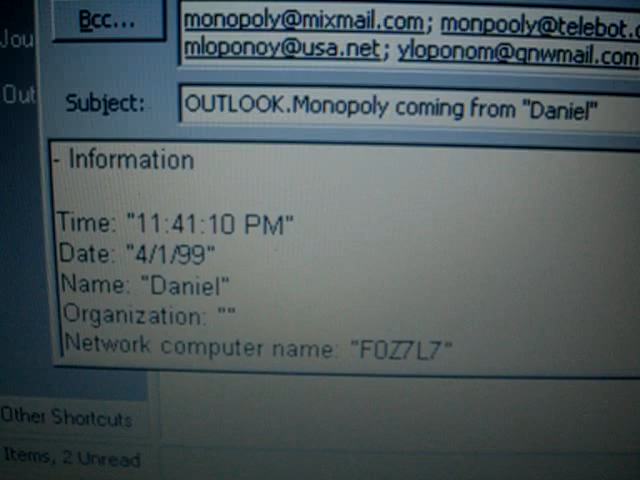 Bcc...
monopoly@mixmail.com; monpooly@telebot.c
mloponoy@usa.net; yloponom@gnwmail.com
Jou
Out
Subject:
OUTLOOK.Monopoly coming from "Daniel"
- Information
Time: "11:41:10 PM"
Date: "4/1/99"
Name: "Daniel"
Organization: ""
Network computer name: "F0Z7L7"
Other Shortcuts
Items, 2 Unread